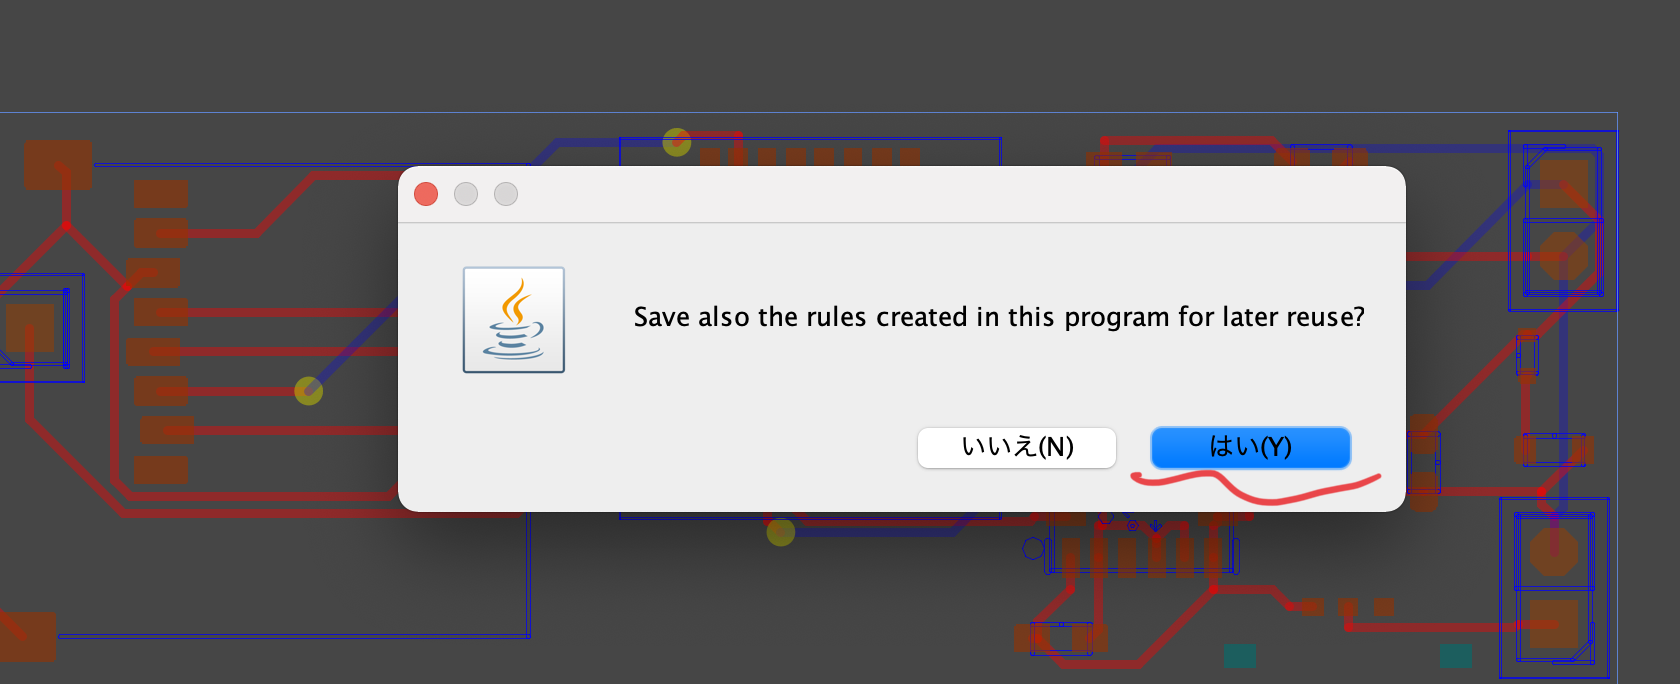 Save also the rules created in this program for later reuse?
いいえ(N)
はい(Y)